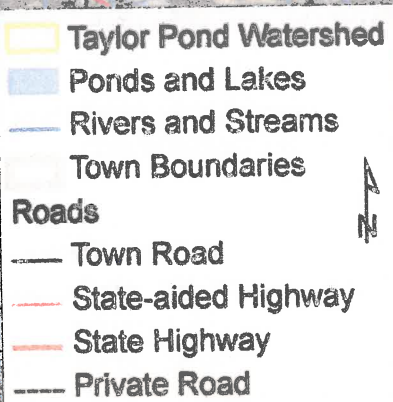 Taylor Pond Watershed
Ponds and Lakes
Rivers and Streams
Town Boundaries
Roads
N
Town Road
State-aided Highway
State Highway
Private Road